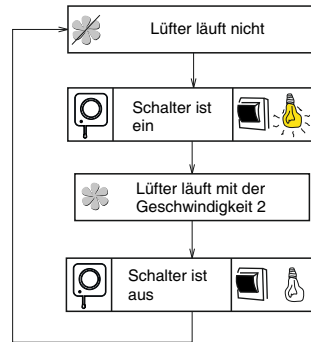 Lüfter läuft nicht
Schalter ist
ein
Lüfter läuft mit der
Geschwindigkeit 2
Schalter ist
aus